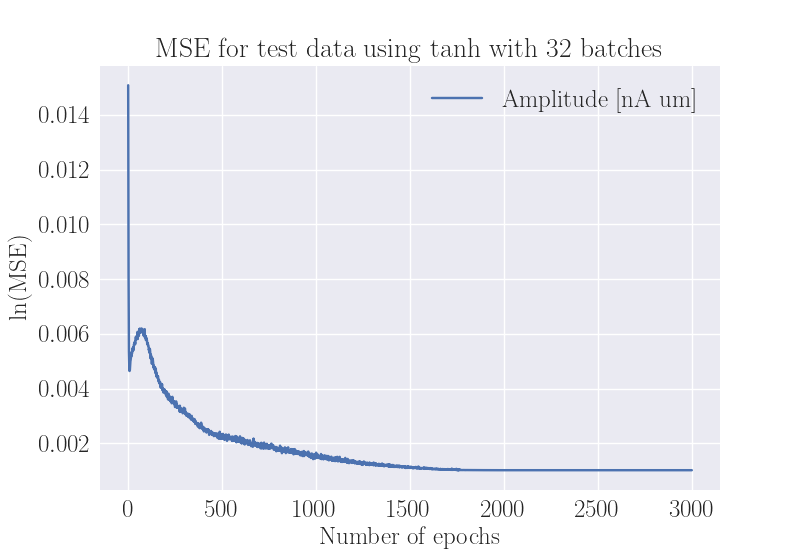 MSE for test data using tanh with 32 batches
Amplitude [nA um]
ln(MSE)
0.014
0.012
0.010
0.008
0.006
0.004
0.002
0 500 1000 1500 2000 2500 3000
Number of epochs